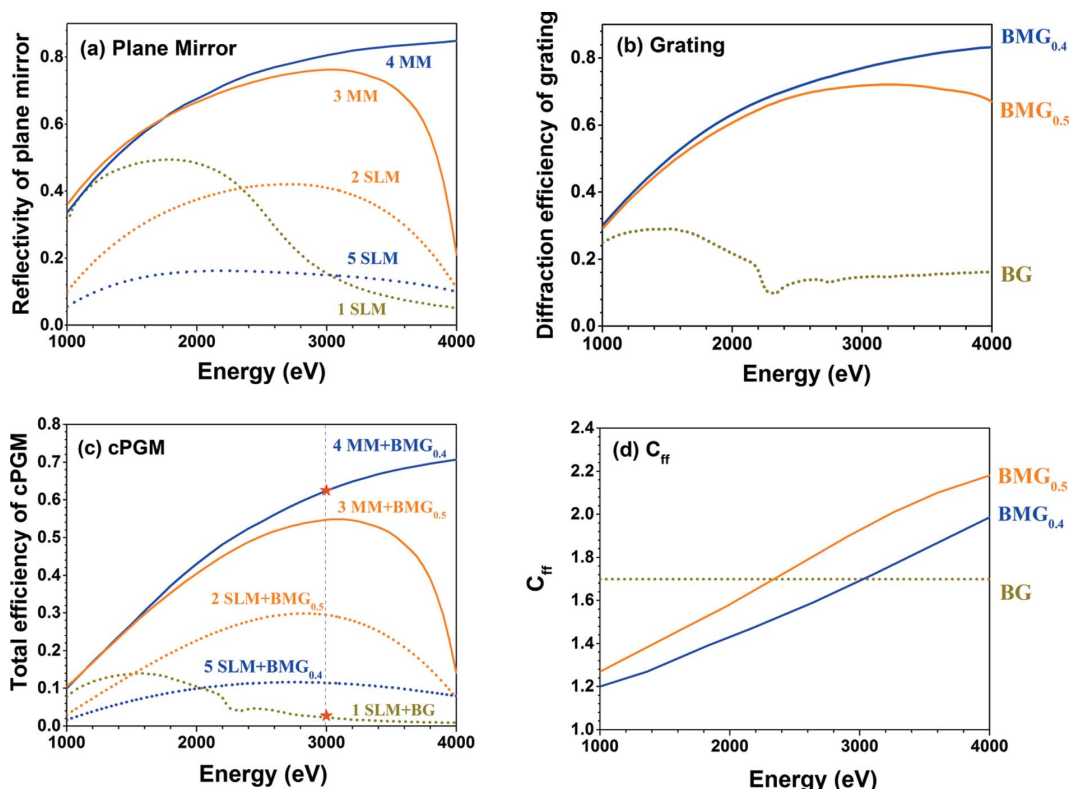 (a) Plane Mirror
Reflectivity of plane mirror
0.8
0.6
0.4
0.2
0.0
4 MM
3 MM
2 SLM
5 SLM
1 SLM
1000 2000 3000 4000
Energy (eV)
(b) Grating
Diffraction efficiency of grating
0.8
0.6
0.4
0.2
0.0
BMG0.4
BMG0.5
BG
1000 2000 3000 4000
Energy (eV)
(c) cPGM
Total efficiency of cPGM
0.8
0.7
0.6
0.5
0.4
0.3
0.2
0.1
0.0
4 MM+BMG0.4
3 MM+BMG0.5
2 SLM+BMG0.5
5 SLM+BMG0.4
1 SLM+BG
1000 2000 3000 4000
Energy (eV)
(d) Cff
Cff
2.4
2.2
2.0
1.8
1.6
1.4
1.2
1.0
BMG0.5
BMG0.4
BG
1000 2000 3000 4000
Energy (eV)